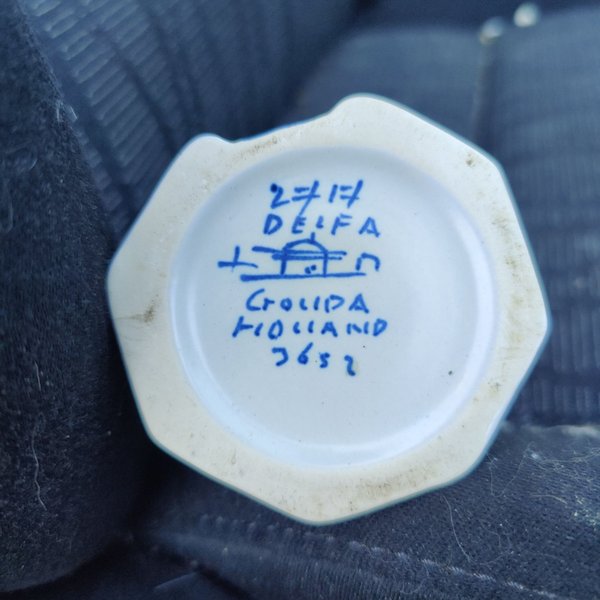 2717
DELFA
GOUDA
HOLLAND
3652